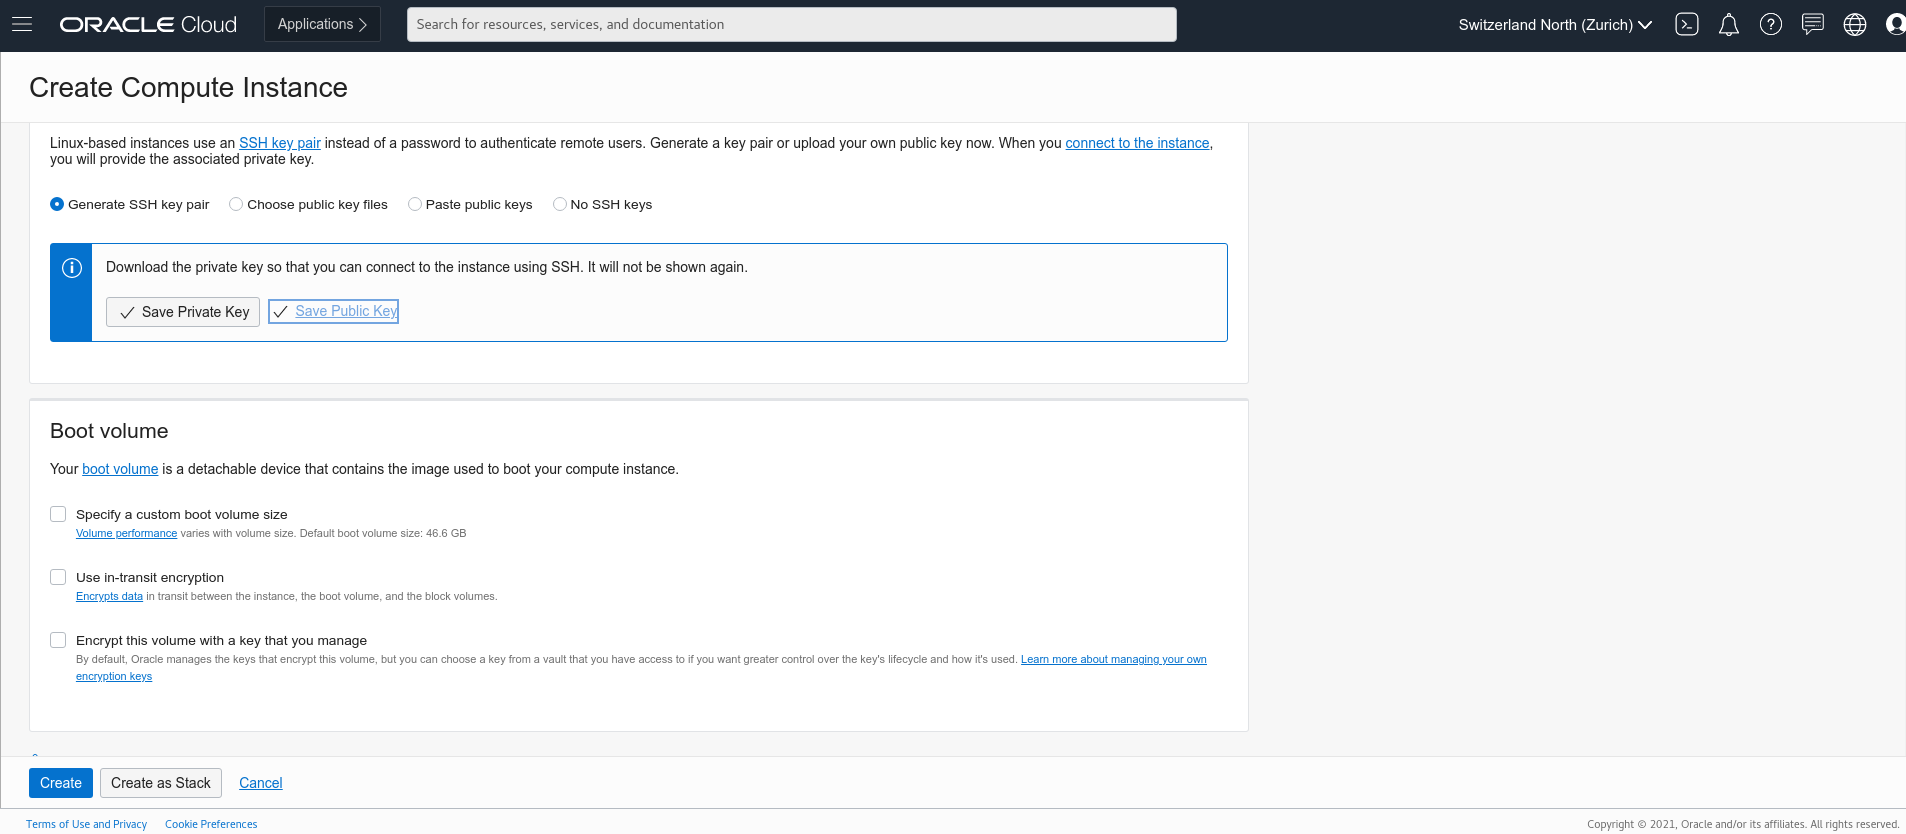 ORACLE Cloud
Applications
Search for resources, services, and documentation
Switzerland North (Zurich)
Create Compute Instance
Linux-based instances use an SSH key pair instead of a password to authenticate remote users. Generate a key pair or upload your own public key now. When you connect to the instance,
you will provide the associated private key.
Generate SSH key pair
Choose public key files
Paste public keys
No SSH keys
Download the private key so that you can connect to the instance using SSH. It will not be shown again.
Save Private Key
Save Public Key
Boot volume
Your boot volume is a detachable device that contains the image used to boot your compute instance.
Specify a custom boot volume size
Volume performance varies with volume size. Default boot volume size: 46.6 GB
Use in-transit encryption
Encrypts data in transit between the instance, the boot volume, and the block volumes.
Encrypt this volume with a key that you manage
By default, Oracle manages the keys that encrypt this volume, but you can choose a key from a vault that you have access to if you want greater control over the key's lifecycle and how it's used. Learn more about managing your own
encryption keys
Create
Create as Stack
Cancel
Terms of Use and Privacy
Cookie Preferences
Copyright © 2021, Oracle and/or its affiliates. All rights reserved.